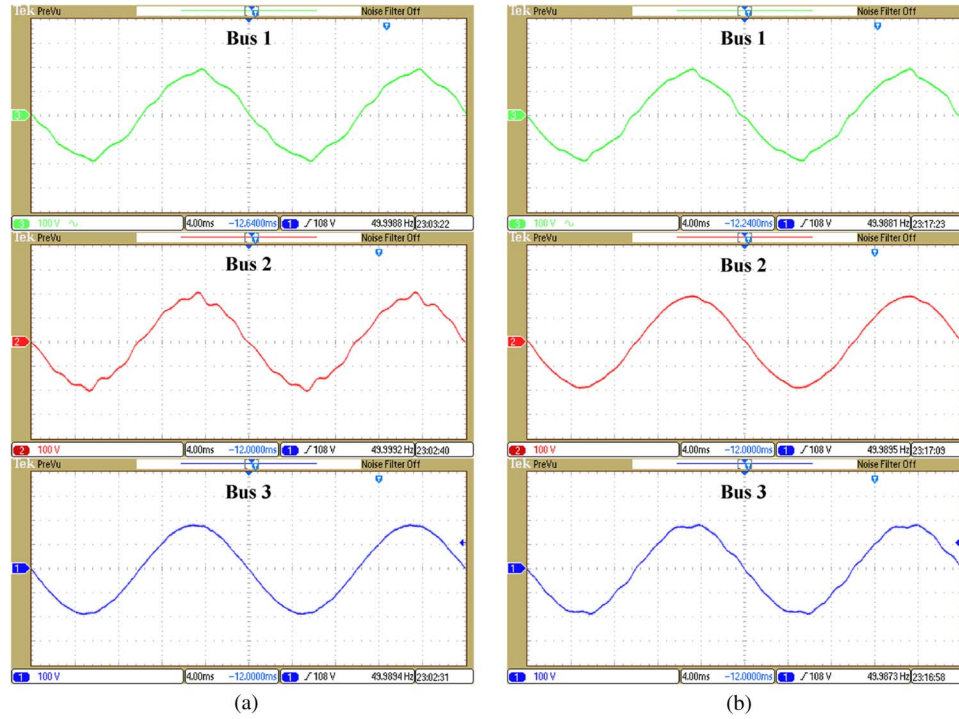 Tek PreVu Noise Filter Off
Bus 1
3
3 100 V 4.00ms −12.6400ms 1 108 V 49.9988 Hz 23:03:22
Tek PreVu Noise Filter Off
Bus 2
2
2 100 V 4.00ms −12.0000ms 1 108 V 49.9992 Hz 23:02:40
Tek PreVu Noise Filter Off
Bus 3
1
1 100 V 4.00ms −12.0000ms 1 108 V 49.9894 Hz 23:02:31
(a)
Tek PreVu Noise Filter Off
Bus 1
3
3 100 V 4.00ms −12.2400ms 1 108 V 49.9881 Hz 23:17:23
Tek PreVu Noise Filter Off
Bus 2
2
2 100 V 4.00ms −12.0000ms 1 108 V 49.9895 Hz 23:17:09
Tek PreVu Noise Filter Off
Bus 3
1
1 100 V 4.00ms −12.0000ms 1 108 V 49.9873 Hz 23:16:58
(b)